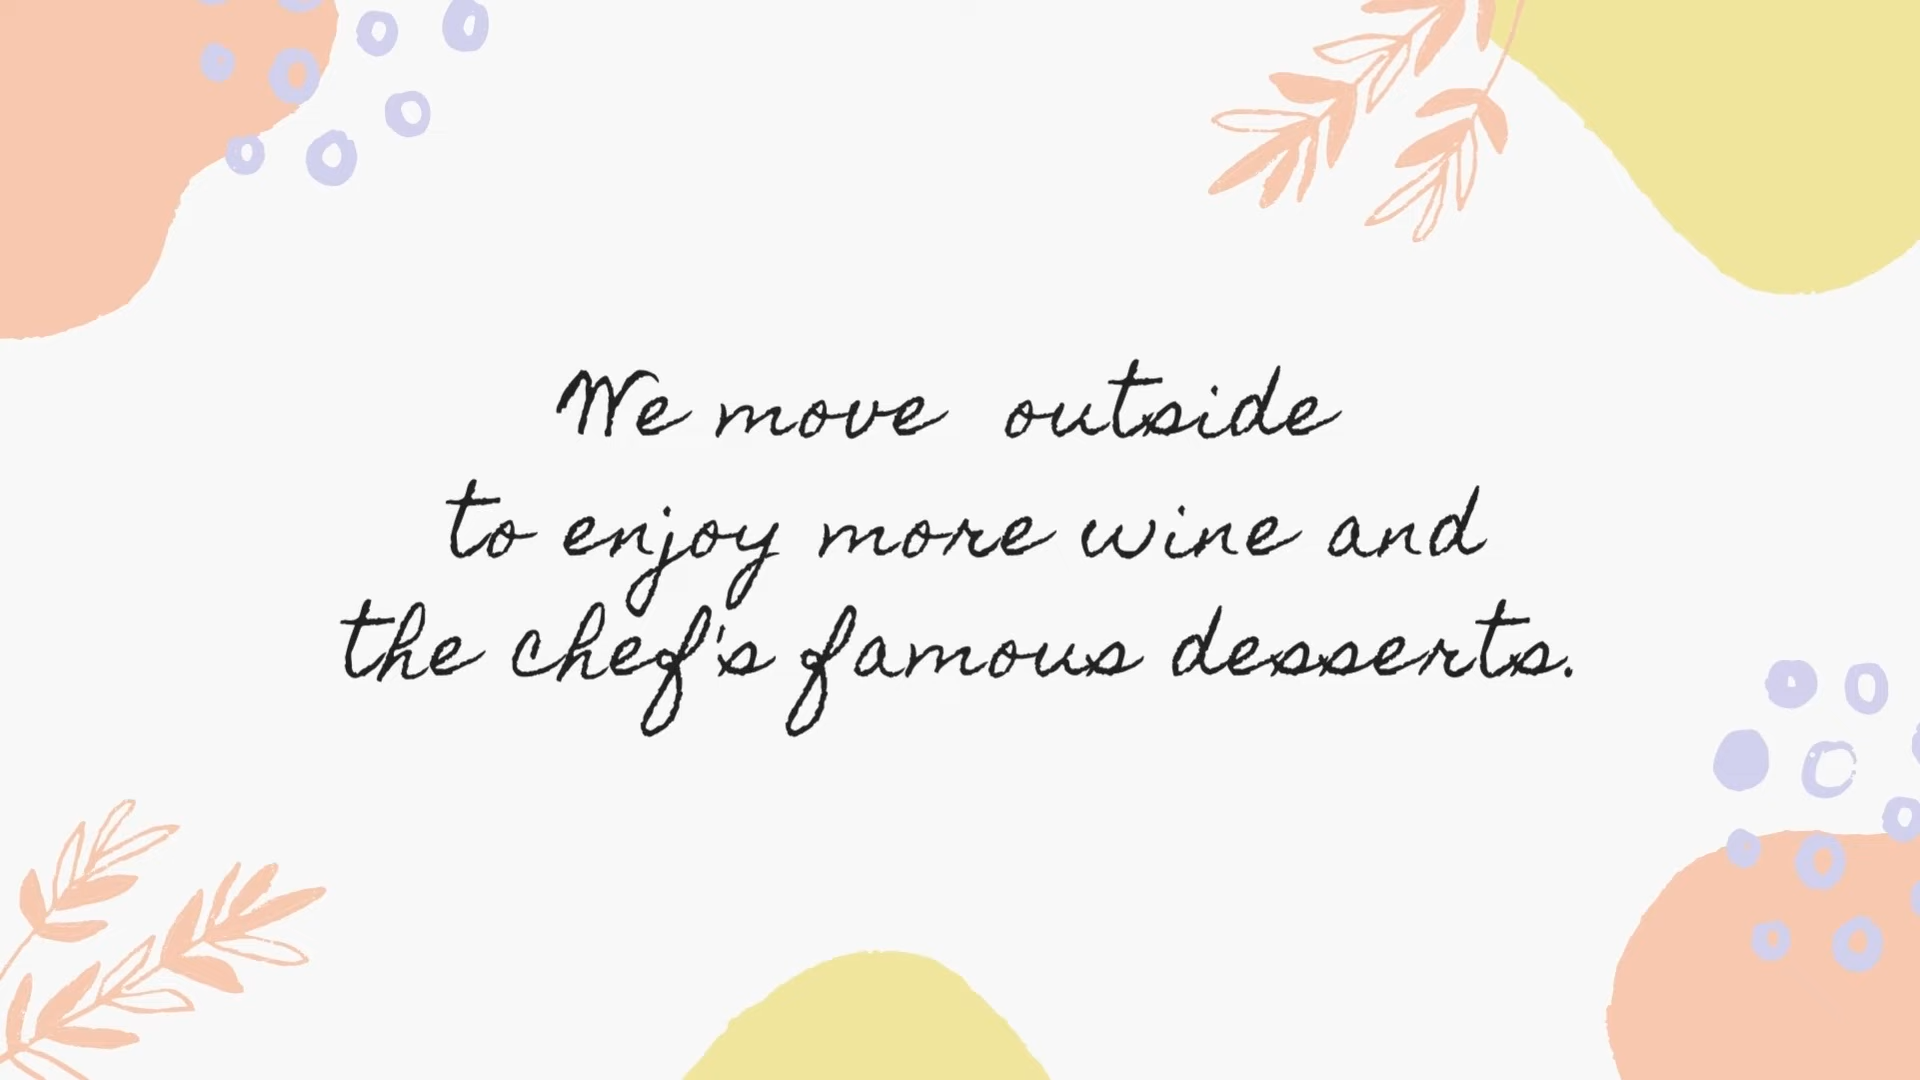 We move outside
to enjoy more wine and
the chef's famous desserts.